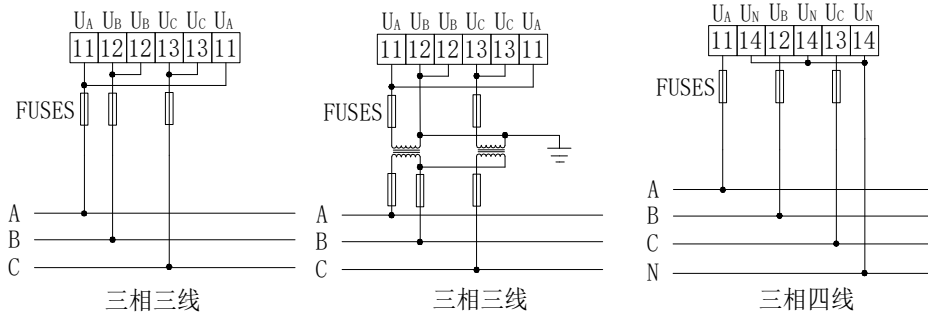 UA UB UB UC UC UA
11 12 12 13 13 11
FUSES
A
B
C
三相三线
UA UB UB UC UC UA
11 12 12 13 13 11
FUSES
A
B
C
三相三线
UA UN UB UN UC UN
11 14 12 14 13 14
FUSES
A
B
C
N
三相四线